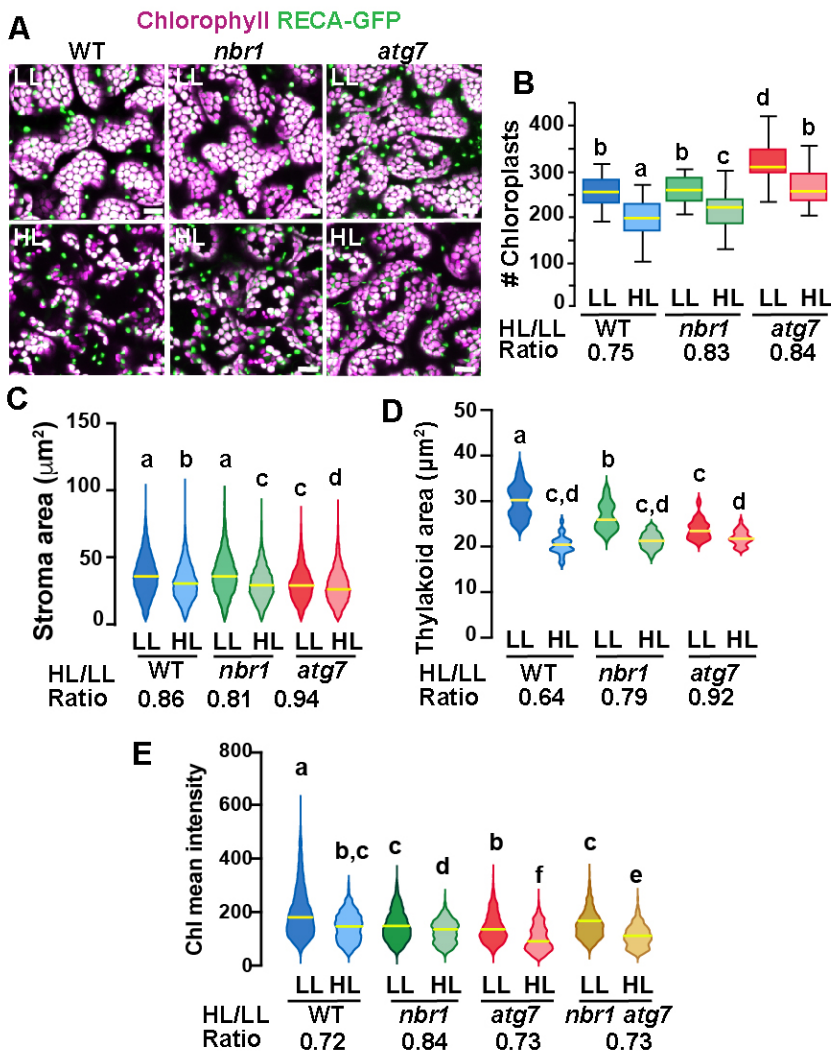 Chlorophyll RECA-GFP
A
WT nbr1 atg7
LL LL LL
HL HL HL
B
# Chloroplasts
400
300
200
100
0
b a b c d b
LL HL LL HL LL HL
HL/LL WT nbr1 atg7
Ratio 0.75 0.83 0.84
C
Stroma area (µm²)
150
100
50
0
a b a c c d
LL HL LL HL LL HL
HL/LL WT nbr1 atg7
Ratio 0.86 0.81 0.94
D
Thylakoid area (µm²)
50
40
30
20
10
0
a c,d b c,d c d
LL HL LL HL LL HL
HL/LL WT nbr1 atg7
Ratio 0.64 0.79 0.92
E
Chl mean intensity
800
600
400
200
0
a b,c c d b f c e
LL HL LL HL LL HL LL HL
HL/LL WT nbr1 atg7 nbr1 atg7
Ratio 0.72 0.84 0.73 0.73